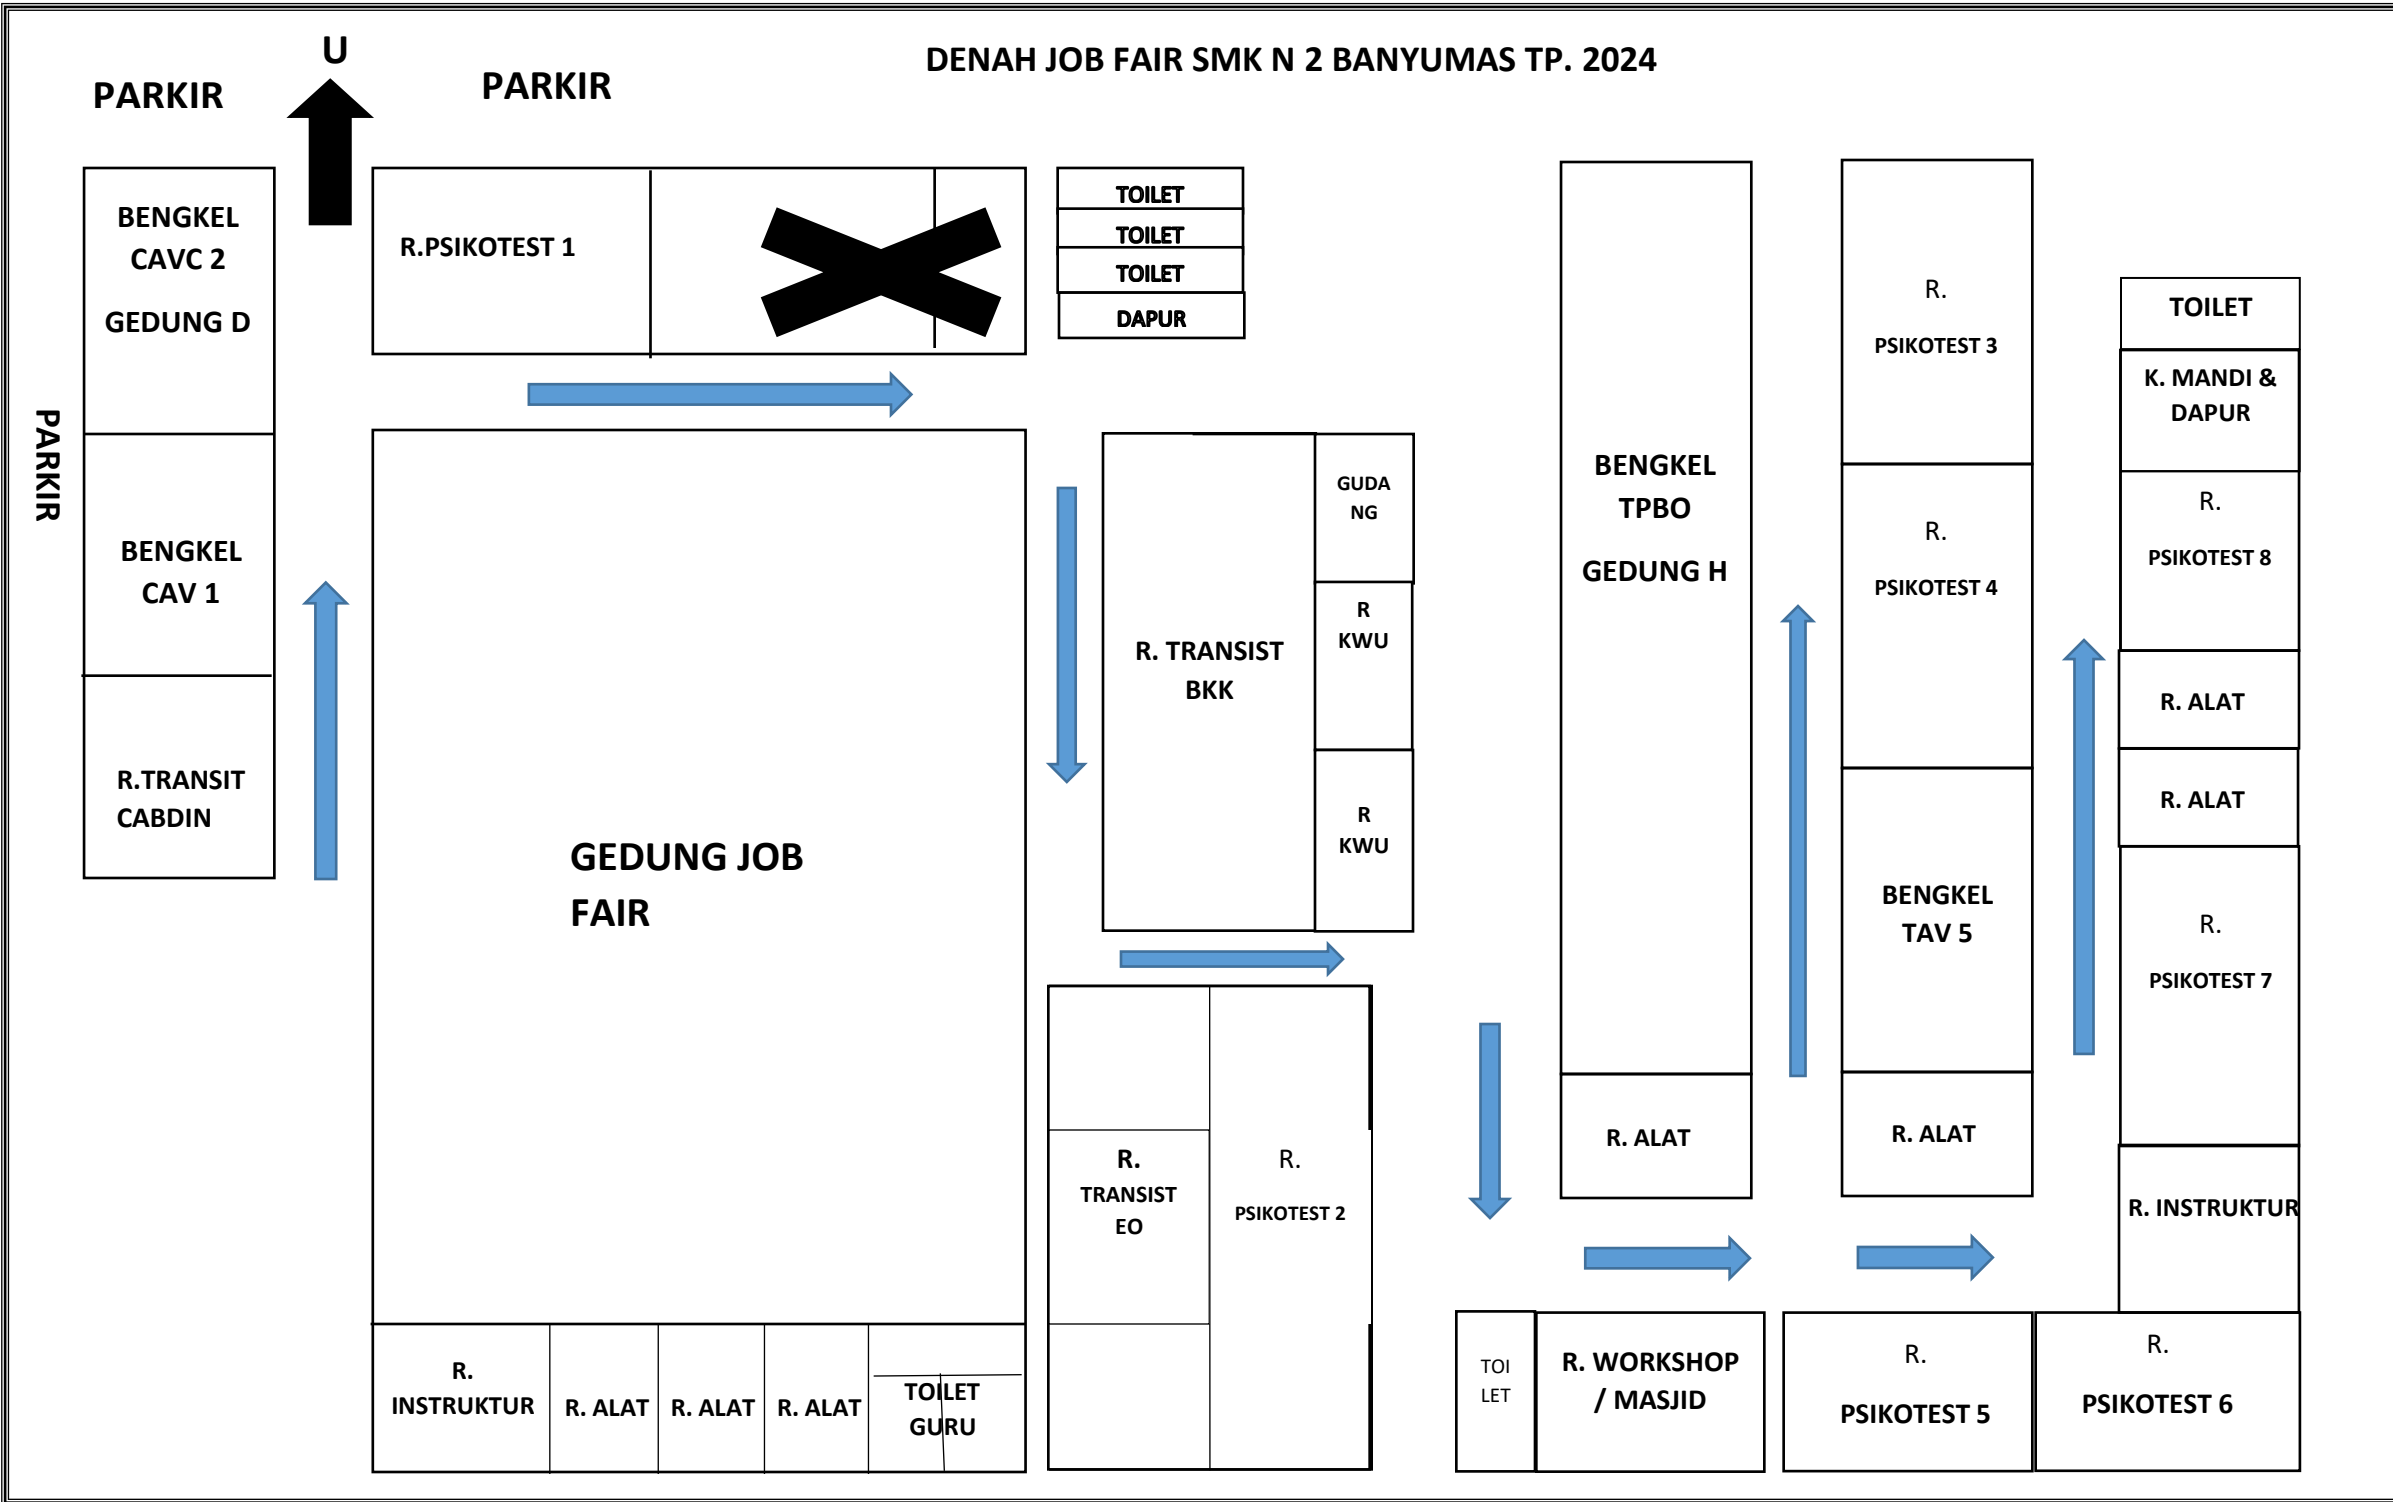 U
DENAH JOB FAIR SMK N 2 BANYUMAS TP. 2024
PARKIR
PARKIR
BENGKEL
CAVC 2
GEDUNG D
R.PSIKOTEST 1
TOILET
TOILET
TOILET
DAPUR
PARKIR
BENGKEL
CAV 1
R.TRANSIT
CABDIN
GEDUNG JOB
FAIR
R. TRANSIST
BKK
GUDA
NG
R
KWU
R
KWU
BENGKEL
TPBO
GEDUNG H
R. ALAT
R.
PSIKOTEST 3
R.
PSIKOTEST 4
BENGKEL
TAV 5
R. ALAT
TOILET
K. MANDI &
DAPUR
R.
PSIKOTEST 8
R. ALAT
R. ALAT
R.
PSIKOTEST 7
R. INSTRUKTUR
R.
TRANSIST
EO
R.
PSIKOTEST 2
R.
INSTRUKTUR
R. ALAT
R. ALAT
R. ALAT
TOILET
GURU
TOI
LET
R. WORKSHOP
/ MASJID
R.
PSIKOTEST 5
R.
PSIKOTEST 6